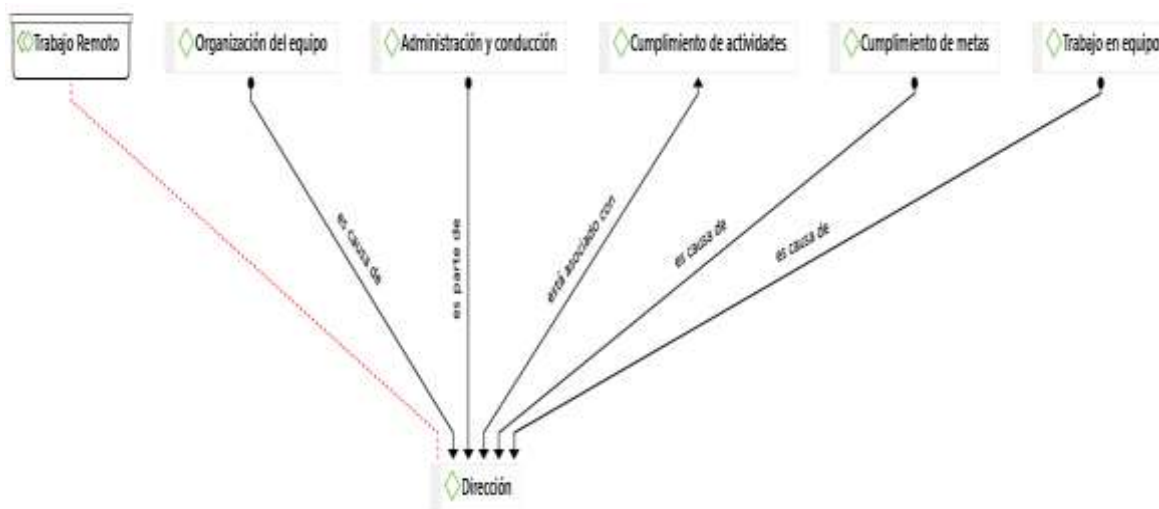 Trabajo Remoto
Organización del equipo
Administración y conducción
Cumplimiento de actividades
Cumplimiento de metas
Trabajo en equipo
es causa de
es parte de
está asociado con
es causa de
es causa de
Dirección